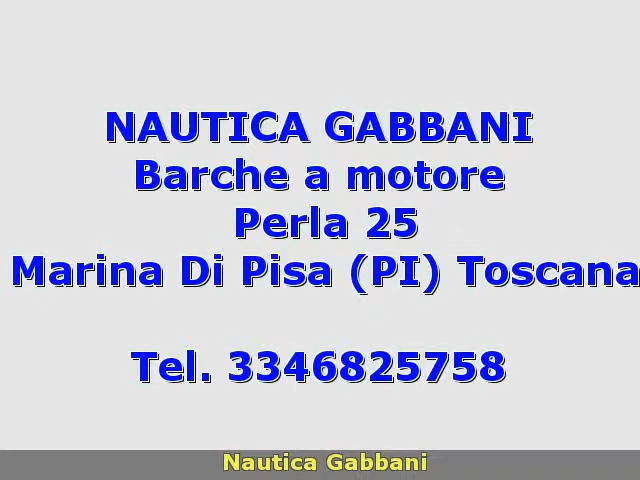 NAUTICA GABBANI
Barche a motore
Perla 25
Marina Di Pisa (PI) Toscana
Tel. 3346825758
Nautica Gabbani